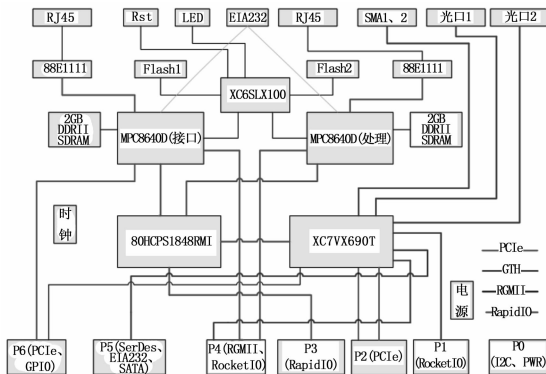 RJ45
Rst
LED
EIA232
RJ45
SMA1、2
光口1
光口2
88E1111
Flash1
XC6SLX100
Flash2
88E1111
2GB
DDRII
SDRAM
MPC8640D(接口)
MPC8640D(处理)
2GB
DDRII
SDRAM
时
钟
80HCPS1848RMI
XC7VX690T
PCIe
GTH
RGMII
RapidIO
电
源
P6(PCIe、
GPIO)
P5(SerDes、
EIA232、
SATA)
P4(RGMII、
RocketIO)
P3
(RapidIO)
P2(PCIe)
P1
(RocketIO)
P0
(I2C、PWR)